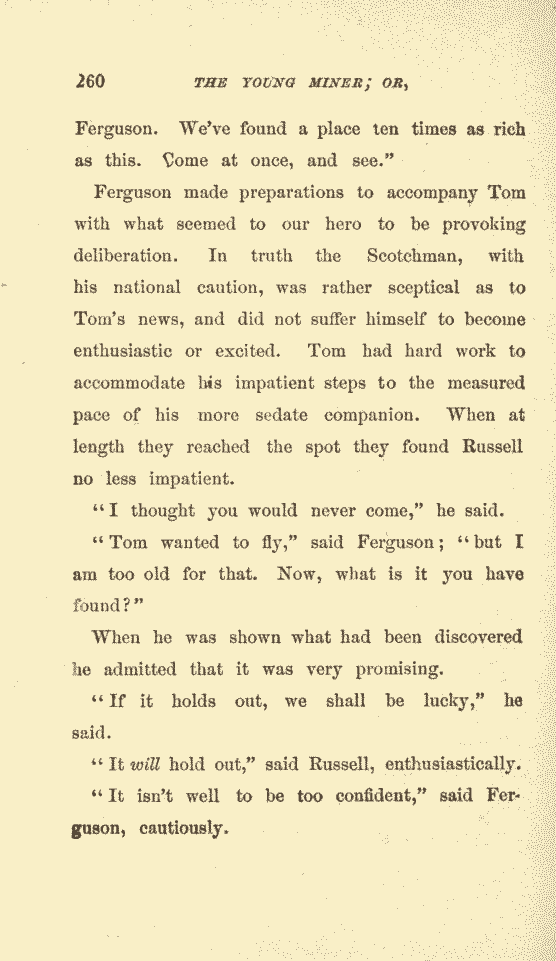 260 THE YOUNG MINER; OR,
Ferguson. We've found a place ten times as rich
as this. Come at once, and see."
Ferguson made preparations to accompany Tom
with what seemed to our hero to be provoking
deliberation. In truth the Scotchman, with
his national caution, was rather sceptical as to
Tom's news, and did not suffer himself to become
enthusiastic or excited. Tom had hard work to
accommodate his impatient steps to the measured
pace of his more sedate companion. When at
length they reached the spot they found Russell
no less impatient.
"I thought you would never come," he said.
"Tom wanted to fly," said Ferguson; "but I
am too old for that. Now, what is it you have
found?"
When he was shown what had been discovered
he admitted that it was very promising.
"If it holds out, we shall be lucky," he
said.
"It will hold out," said Russell, enthusiastically.
"It isn't well to be too confident," said Fer-
guson, cautiously.